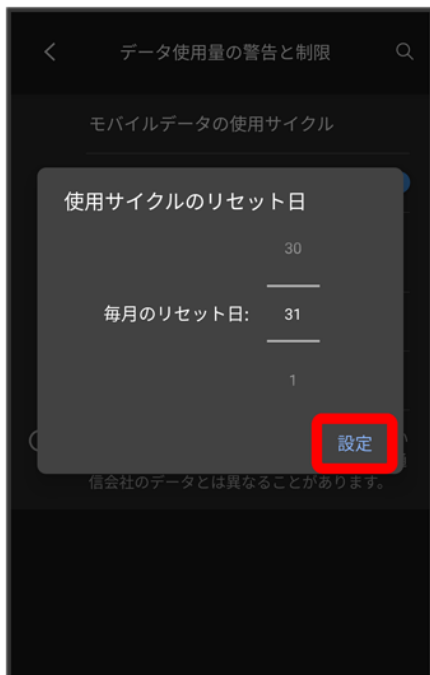 データ使用量の警告と制限
モバイルデータの使用サイクル
使用サイクルのリセット日
30
毎月のリセット日: 31
1
設定
信会社のデータとは異なることがあります。